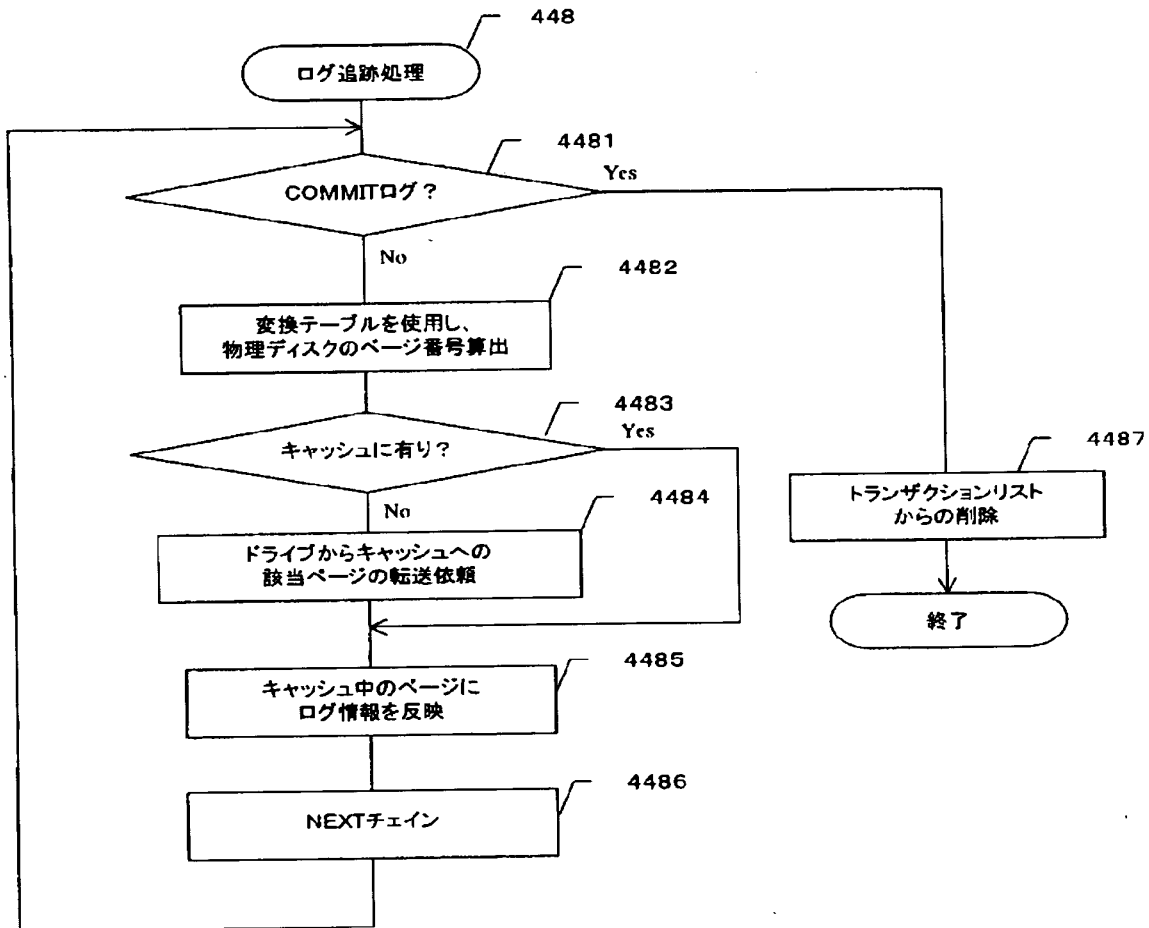 448
ログ追跡処理
4481
COMMITログ?
Yes
No
4482
変換テーブルを使用し、
物理ディスクのページ番号算出
4483
キャッシュに有り?
Yes
No
4484
ドライブからキャッシュへの
該当ページの転送依頼
4485
キャッシュ中のページに
ログ情報を反映
4486
NEXTチェイン
4487
トランザクションリスト
からの削除
終了